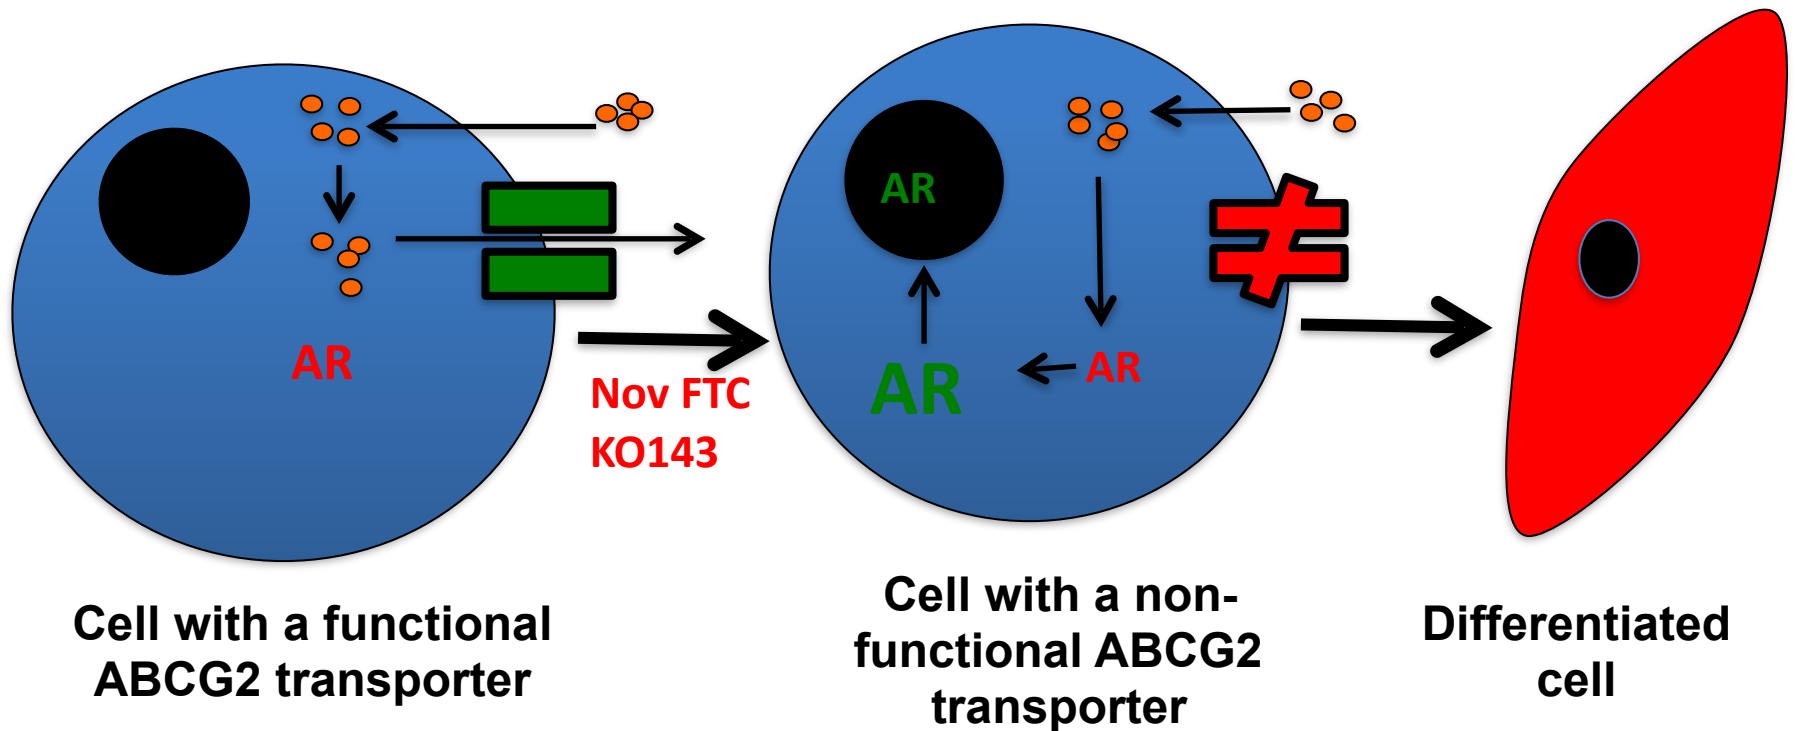 AR
Nov FTC
KO143
AR
AR
AR
Cell with a functional
ABCG2 transporter
Cell with a non-
functional ABCG2
transporter
Differentiated
cell